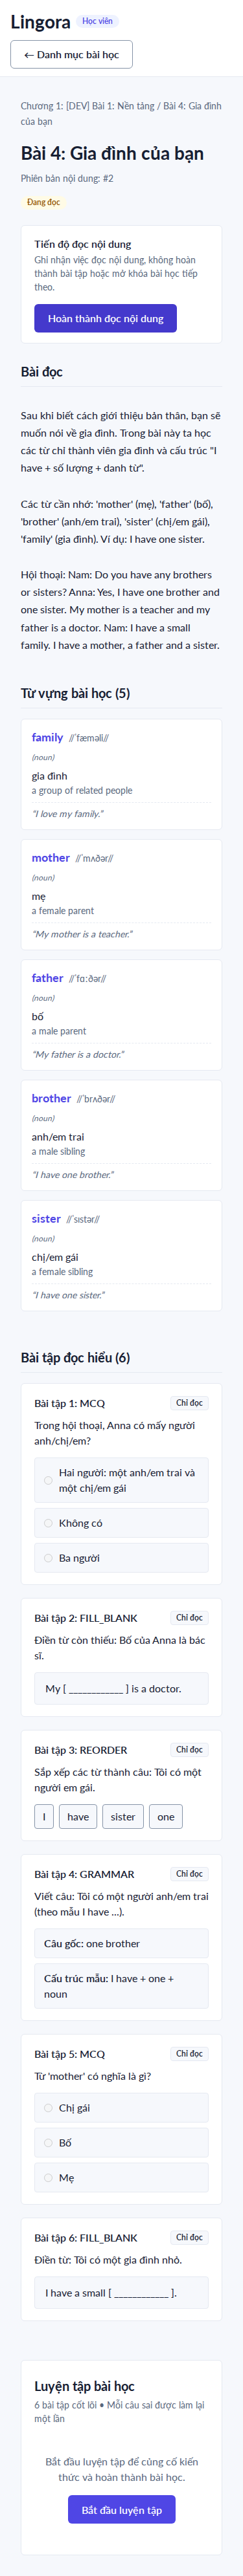 Lingora Học viên
← Danh mục bài học
Chương 1: [DEV] Bài 1: Nền tảng / Bài 4: Gia đình
của bạn
Bài 4: Gia đình của bạn
Phiên bản nội dung: #2
Đang đọc
Tiến độ đọc nội dung
Ghi nhận việc đọc nội dung, không hoàn
thành bài tập hoặc mở khóa bài học tiếp
theo.
Hoàn thành đọc nội dung
Bài đọc
Sau khi biết cách giới thiệu bản thân, bạn sẽ
muốn nói về gia đình. Trong bài này ta học
các từ chỉ thành viên gia đình và cấu trúc "I
have + số lượng + danh từ".
Các từ cần nhớ: 'mother' (mẹ), 'father' (bố),
'brother' (anh/em trai), 'sister' (chị/em gái),
'family' (gia đình). Ví dụ: I have one sister.
Hội thoại: Nam: Do you have any brothers
or sisters? Anna: Yes, I have one brother and
one sister. My mother is a teacher and my
father is a doctor. Nam: I have a small
family. I have a mother, a father and a sister.
Từ vựng bài học (5)
family //ˈfæməli//
(noun)
gia đình
a group of related people
“I love my family.”
mother //ˈmʌðər//
(noun)
mẹ
a female parent
“My mother is a teacher.”
father //ˈfɑːðər//
(noun)
bố
a male parent
“My father is a doctor.”
brother //ˈbrʌðər//
(noun)
anh/em trai
a male sibling
“I have one brother.”
sister //ˈsɪstər//
(noun)
chị/em gái
a female sibling
“I have one sister.”
Bài tập đọc hiểu (6)
Bài tập 1: MCQ Chỉ đọc
Trong hội thoại, Anna có mấy người
anh/chị/em?
Hai người: một anh/em trai và
một chị/em gái
Không có
Ba người
Bài tập 2: FILL_BLANK Chỉ đọc
Điền từ còn thiếu: Bố của Anna là bác
sĩ.
My [ ____________ ] is a doctor.
Bài tập 3: REORDER Chỉ đọc
Sắp xếp các từ thành câu: Tôi có một
người em gái.
I have sister one
Bài tập 4: GRAMMAR Chỉ đọc
Viết câu: Tôi có một người anh/em trai
(theo mẫu I have ...).
Câu gốc: one brother
Cấu trúc mẫu: I have + one +
noun
Bài tập 5: MCQ Chỉ đọc
Từ 'mother' có nghĩa là gì?
Chị gái
Bố
Mẹ
Bài tập 6: FILL_BLANK Chỉ đọc
Điền từ: Tôi có một gia đình nhỏ.
I have a small [ ____________ ].
Luyện tập bài học
6 bài tập cốt lõi • Mỗi câu sai được làm lại
một lần
Bắt đầu luyện tập để củng cố kiến
thức và hoàn thành bài học.
Bắt đầu luyện tập